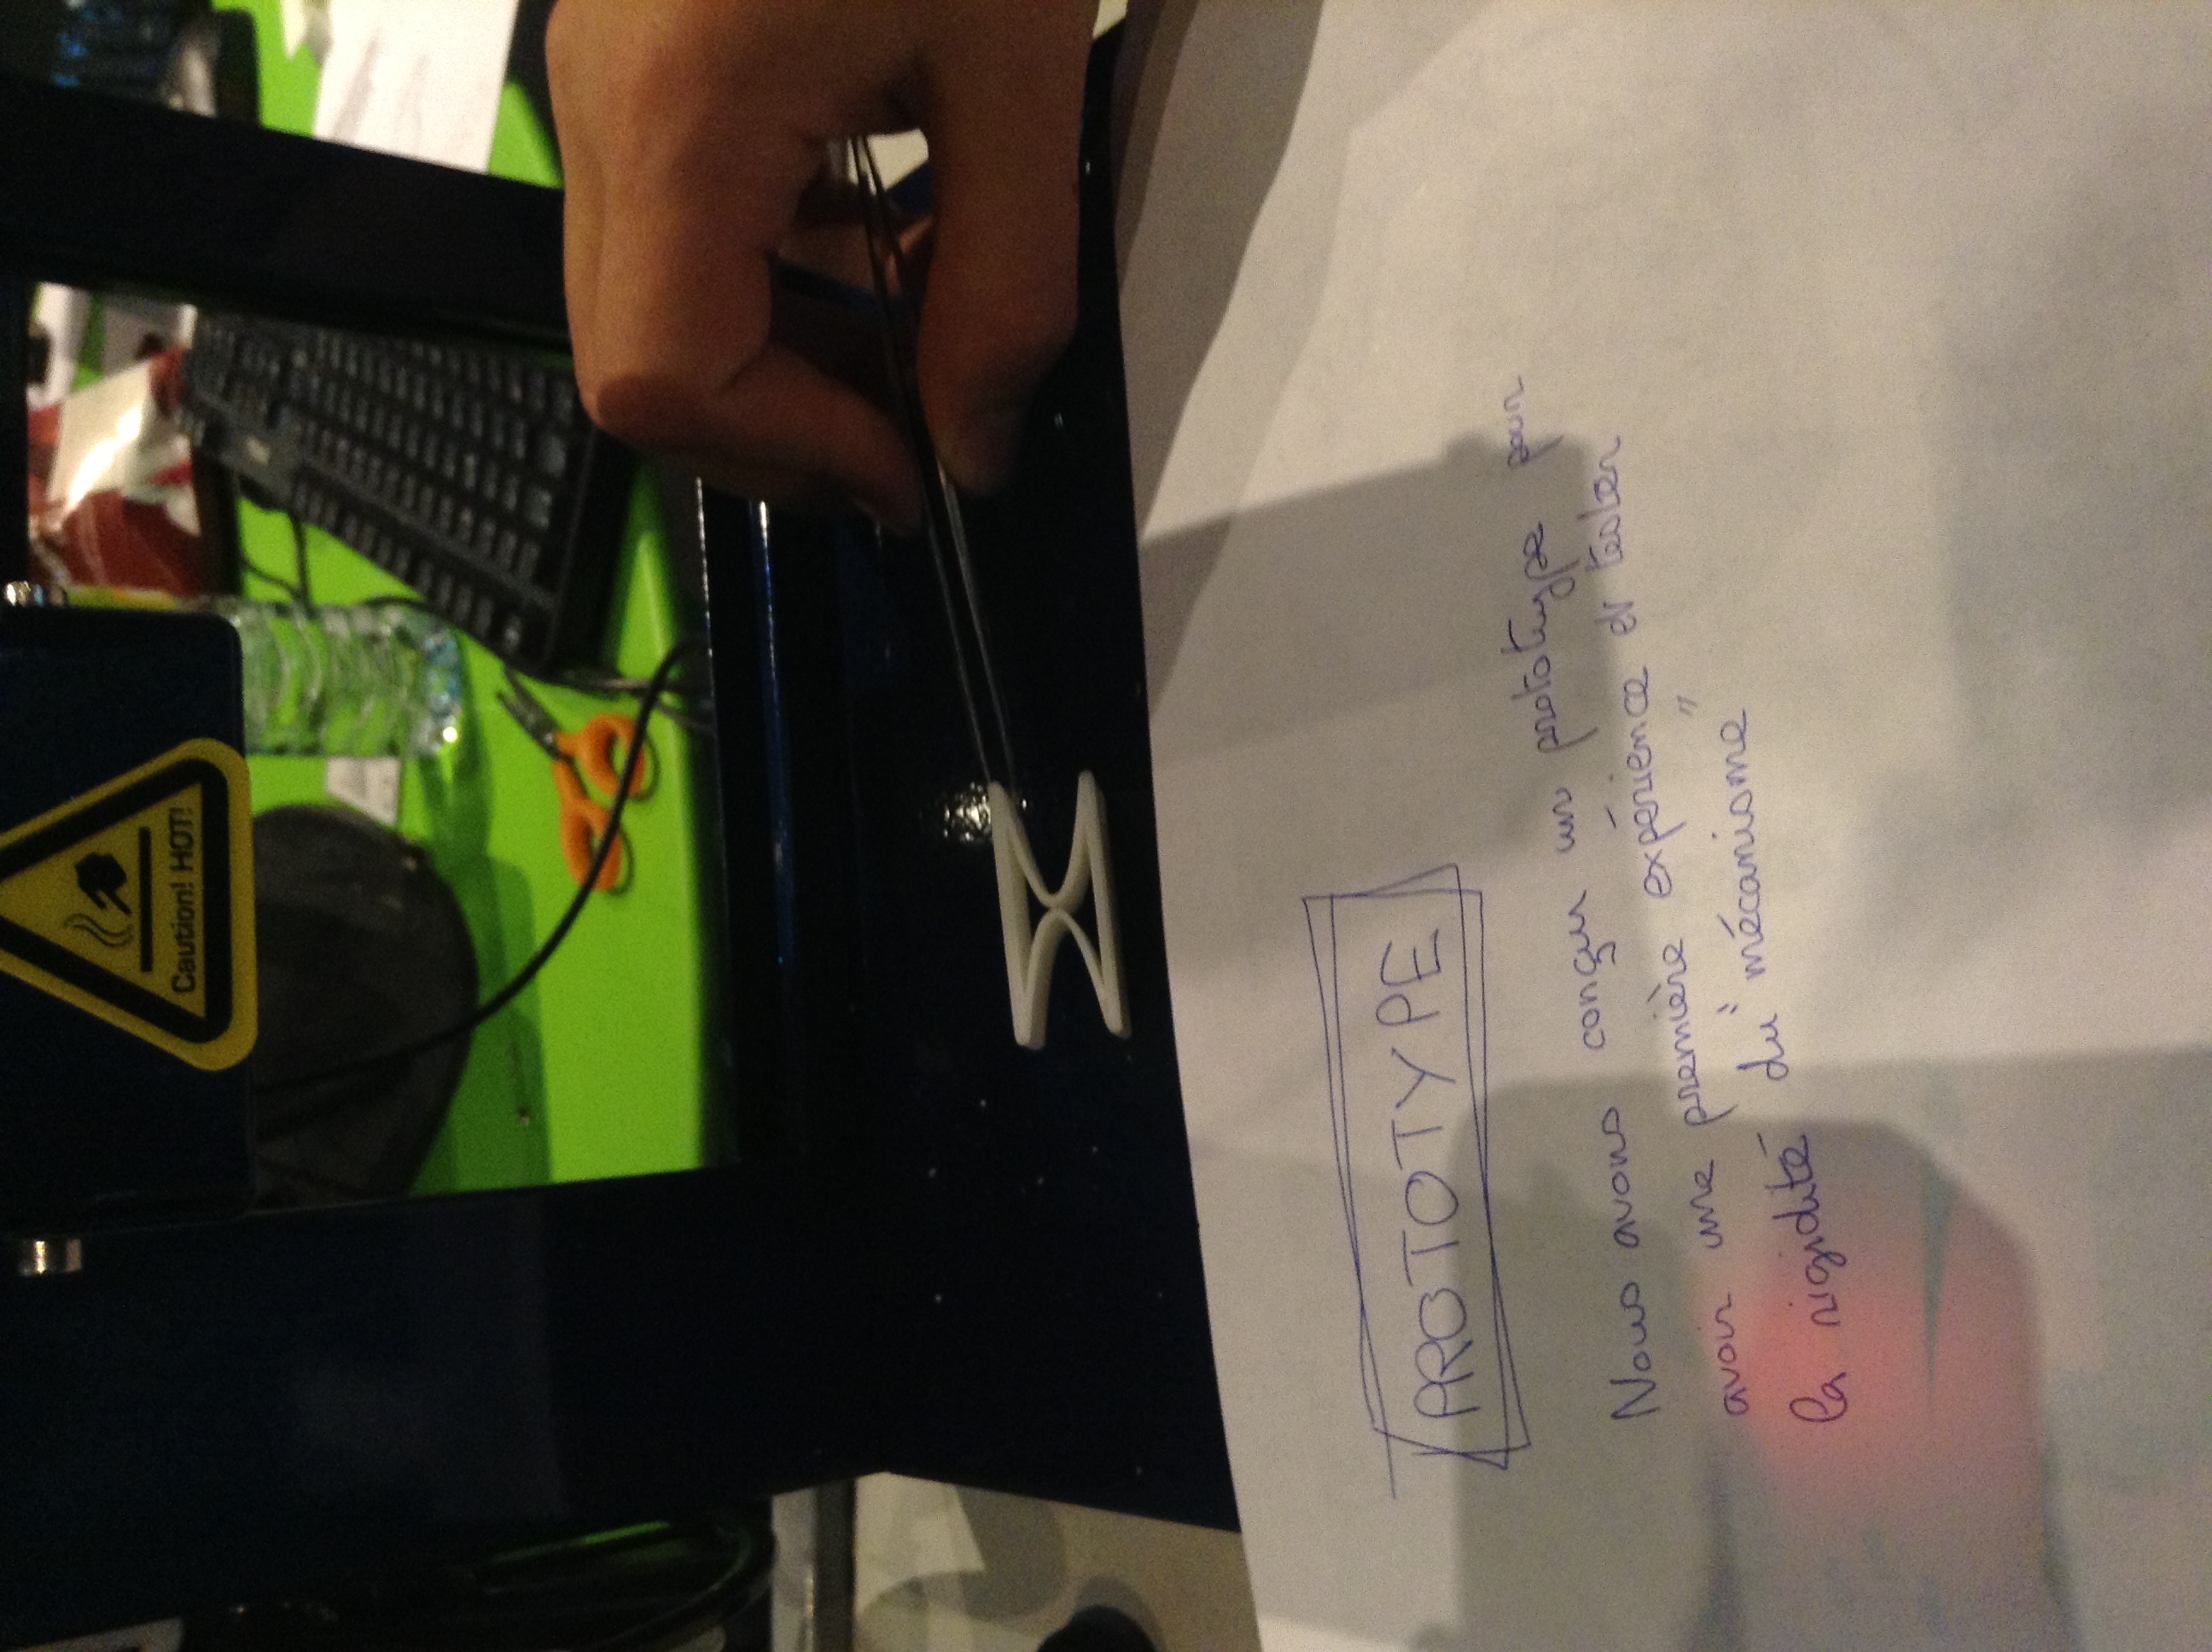 Caution! HOT!
PROTOTYPE
Nous avons conçu un prototype pour
avoir une première expérience et tester
la rigidité du "mécanisme"